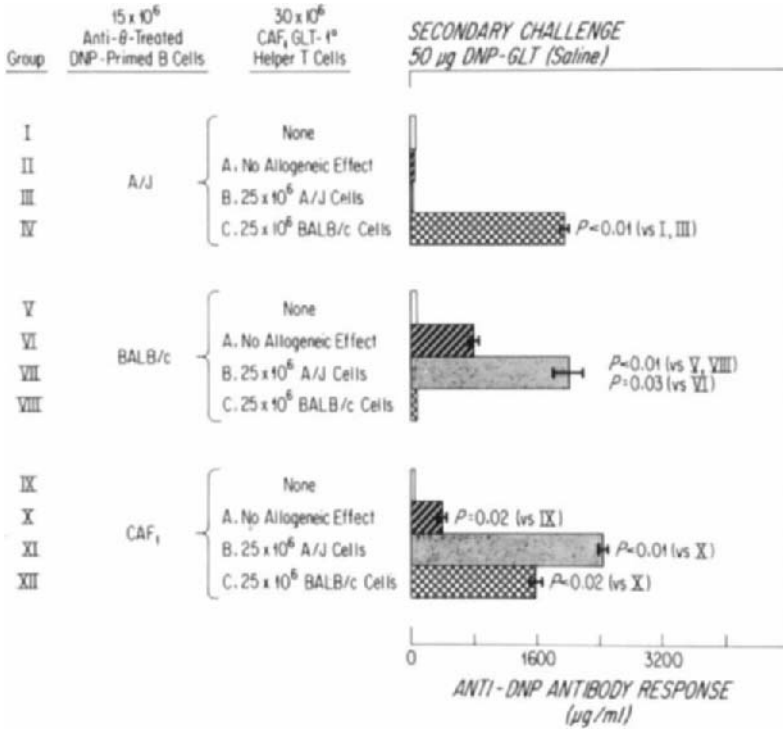 Group
15 x 10⁶ Anti-θ-Treated DNP-Primed B Cells
30 x 10⁶ CAF₁ GLT-1° Helper T Cells
SECONDARY CHALLENGE
50 µg DNP-GLT (Saline)
I
None
II
A. No Allogeneic Effect
A/J
III
B. 25 x 10⁶ A/J Cells
IV
C. 25 x 10⁶ BALB/c Cells
P<0.01 (vs I, III)
V
None
VI
A. No Allogeneic Effect
BALB/c
VII
B. 25 x 10⁶ A/J Cells
P<0.01 (vs V, VIII)
P=0.03 (vs VI)
VIII
C. 25 x 10⁶ BALB/c Cells
IX
None
X
A. No Allogeneic Effect
P=0.02 (vs IX)
CAF₁
XI
B. 25 x 10⁶ A/J Cells
P<0.01 (vs X)
XII
C. 25 x 10⁶ BALB/c Cells
P<0.02 (vs X)
0 1600 3200
ANTI-DNP ANTIBODY RESPONSE
(µg/ml)